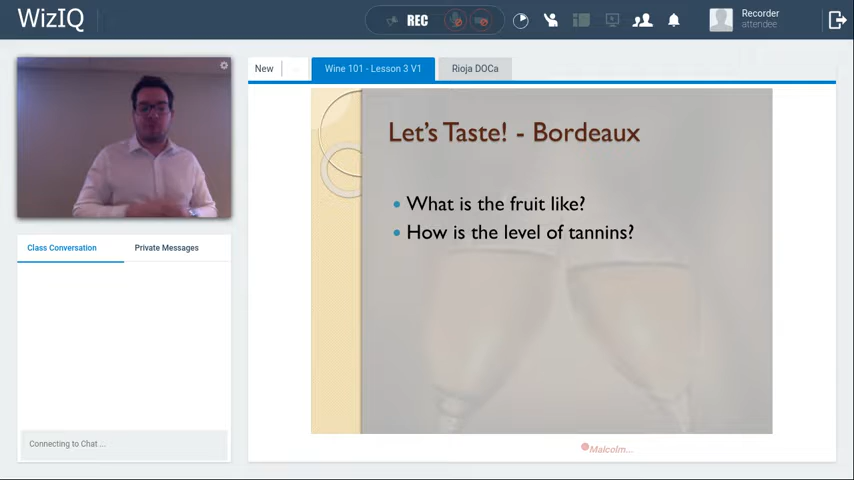 WizIQ
REC
Recorder
attendee
New
Wine 101 - Lesson 3 V1
Rioja DOCa
Let's Taste! - Bordeaux
• What is the fruit like?
• How is the level of tannins?
Class Conversation
Private Messages
Connecting to Chat ...
Malcolm...